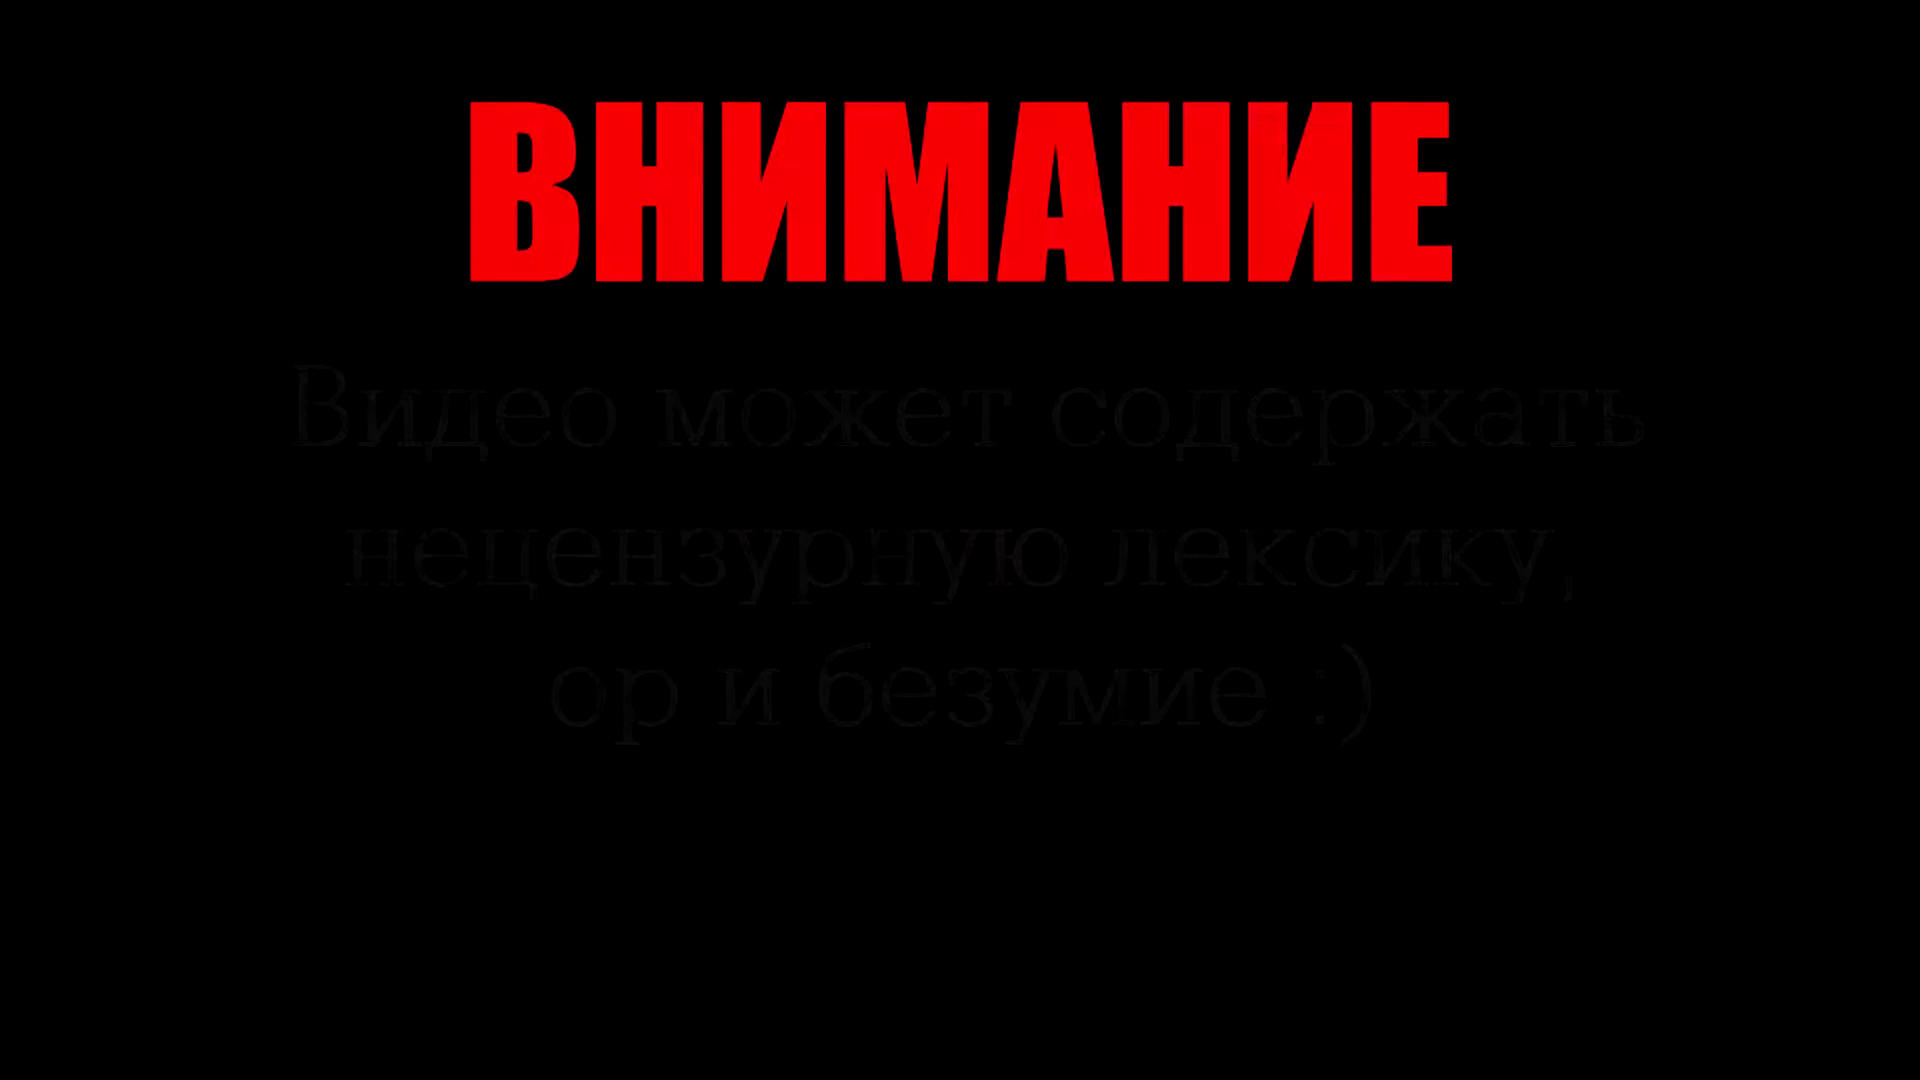 ВНИМАНИЕ
Видео может содержать
нецензурную лексику,
ор и безумие :)